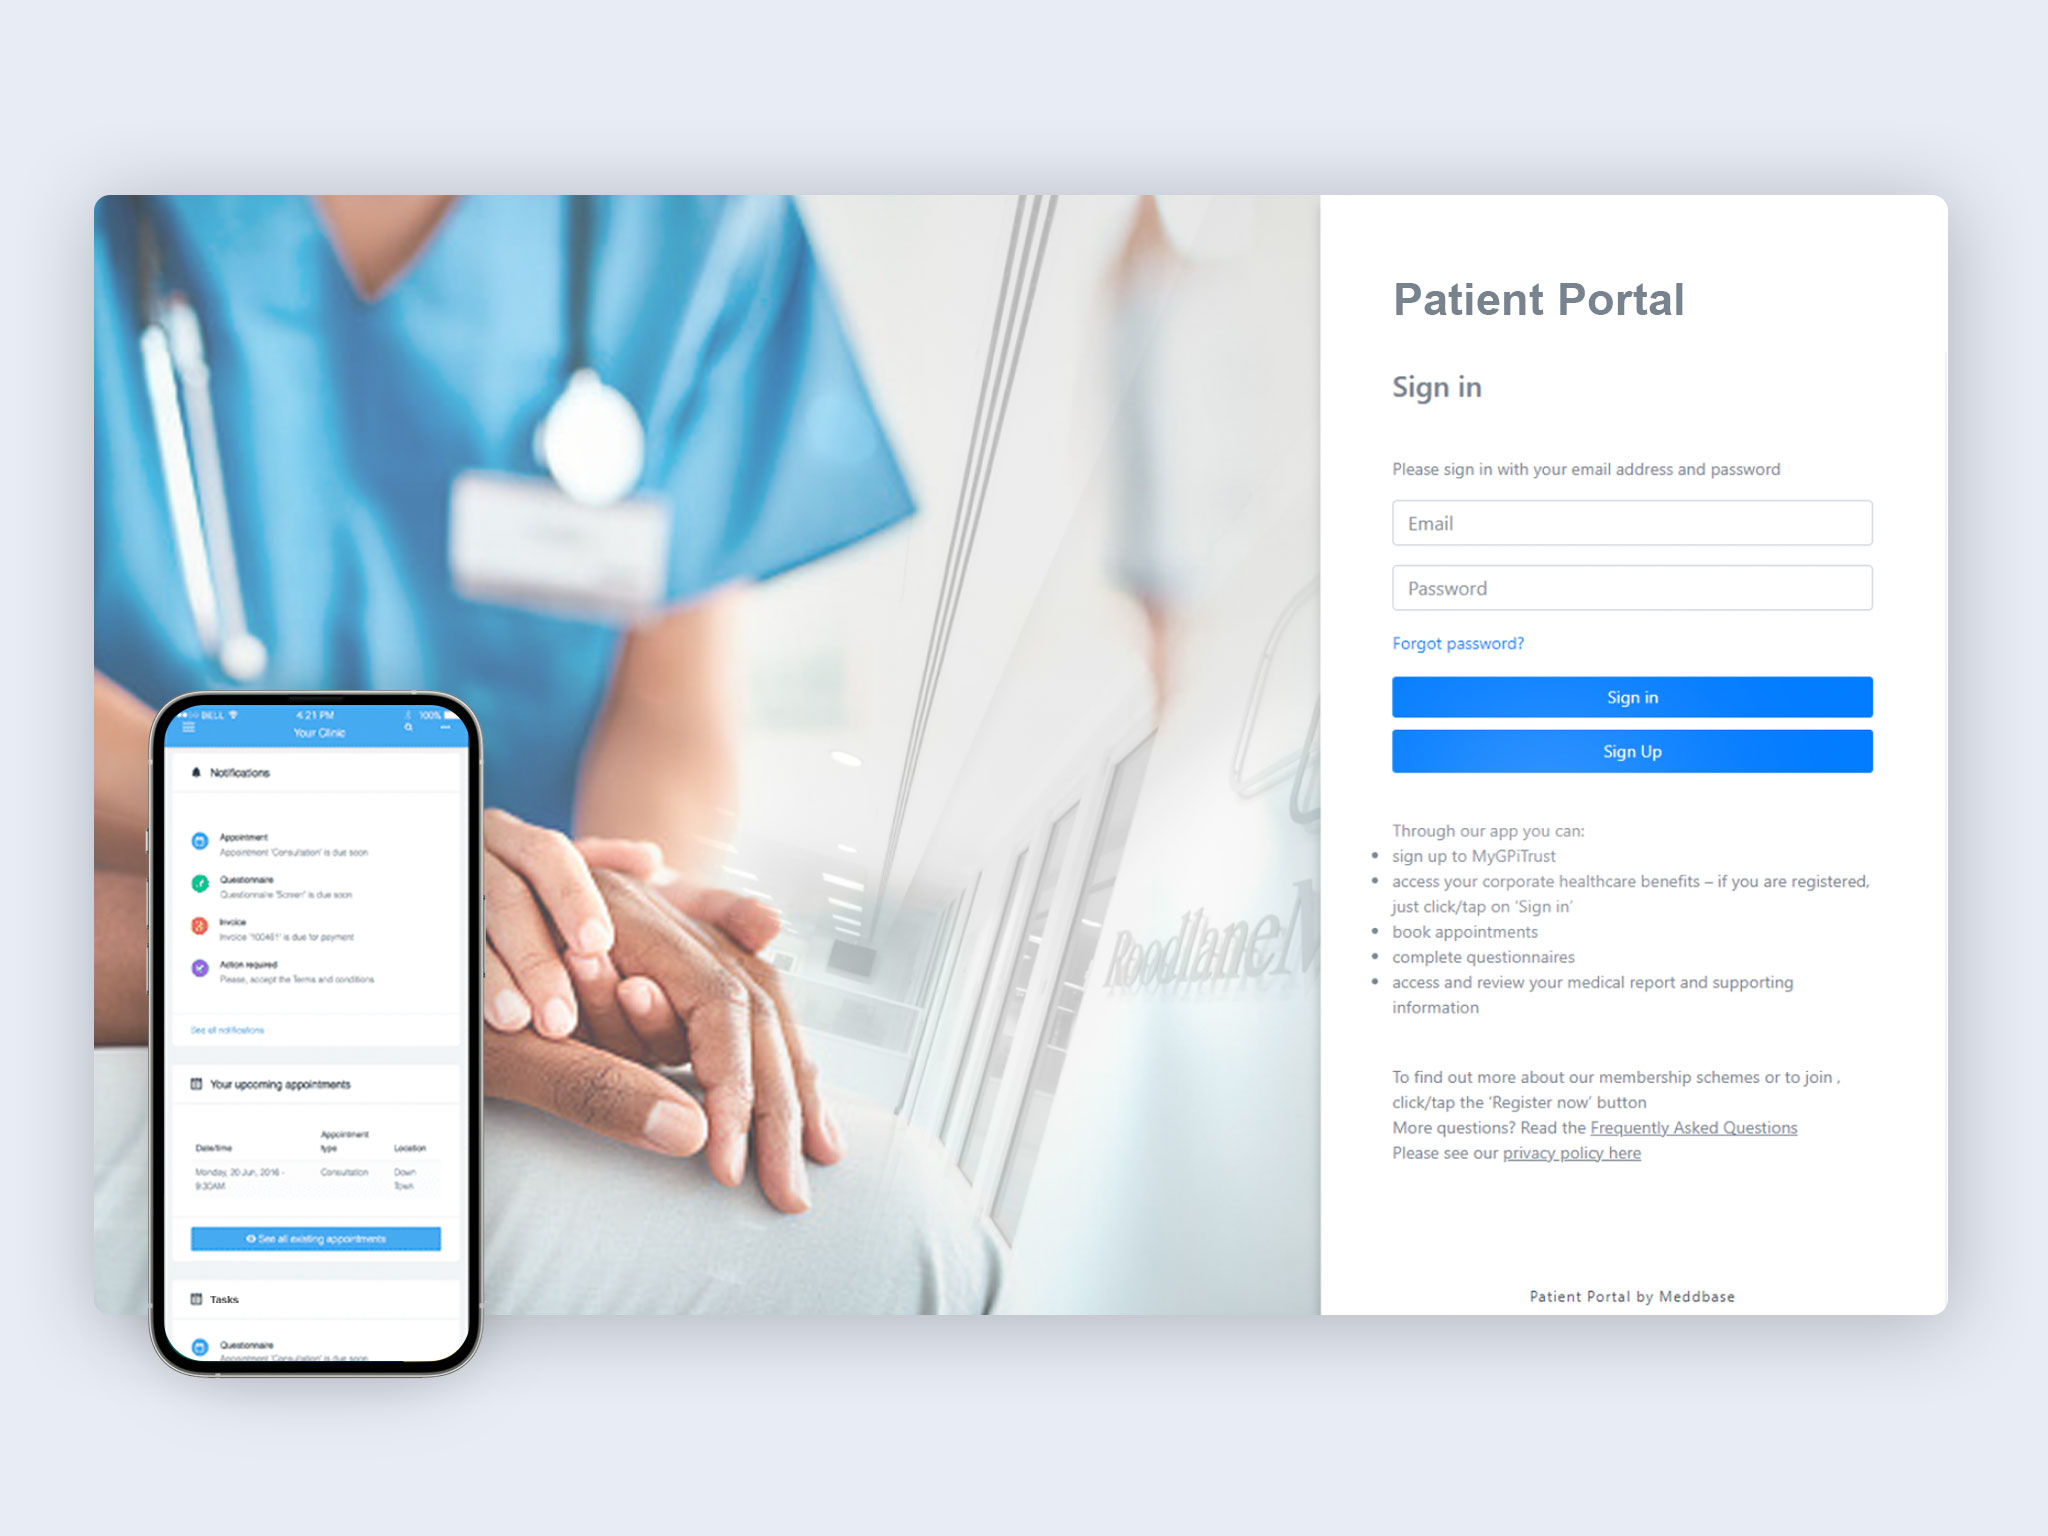 Patient Portal
Sign in
Please sign in with your email address and password
Email
Password
Forgot password?
Sign in
Sign Up
Through our app you can:
• sign up to MyGPiTrust
• access your corporate healthcare benefits – if you are registered,
just click/tap on ‘Sign in’
• book appointments
• complete questionnaires
• access and review your medical report and supporting
information
To find out more about our membership schemes or to join ,
click/tap the ‘Register now’ button
More questions? Read the Frequently Asked Questions
Please see our privacy policy here
Patient Portal by Meddbase
Roodlane
BELL 4:21 PM 100%
Your Clinic
Notifications
Appointment
Appointment 'Consultation' is due soon
Questionnaire
Questionnaire 'Screen' is due soon
Invoice
Invoice '100461' is due for payment
Action required
Please, accept the Terms and conditions
See all notifications
Your upcoming appointments
Date/time Appointment type Location
Monday, 20 Jun, 2016 - Consultation Down
9:30AM Town
See all existing appointments
Tasks
Questionnaire
Appointment 'Consultation' is due soon